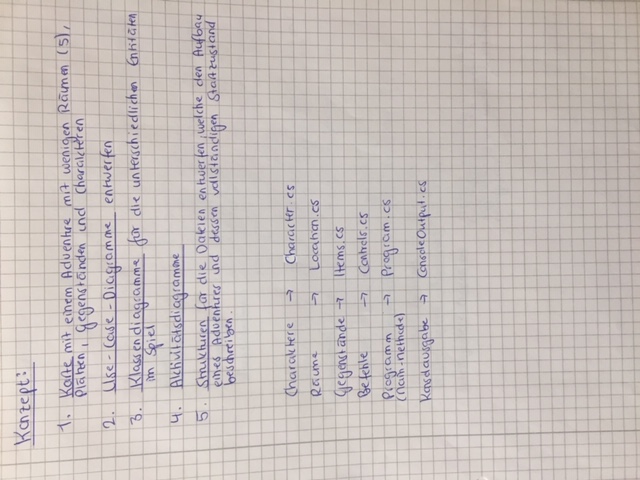 Konzept:
1. Karte mit einem Adventure mit wenigen Räumen (5),
Plätzen, Gegenständen und Charakteren
2. Use-Case-Diagramme entwerfen
3. Klassendiagramme für die unterschiedlichen Entitäten
im Spiel
4. Aktivitätsdiagramme
5. Strukturen für die Dateien entwerfen, welche den Aufbau
eines Adventures und dessen vollständigen Startzustand
beschreiben.
Charaktere → Character.cs
Räume → Location.cs
Gegenstände → Items.cs
Befehle → Controls.cs
Programm → Program.cs
(Main-Methode)
Konsolausgabe → ConsoleOutput.cs